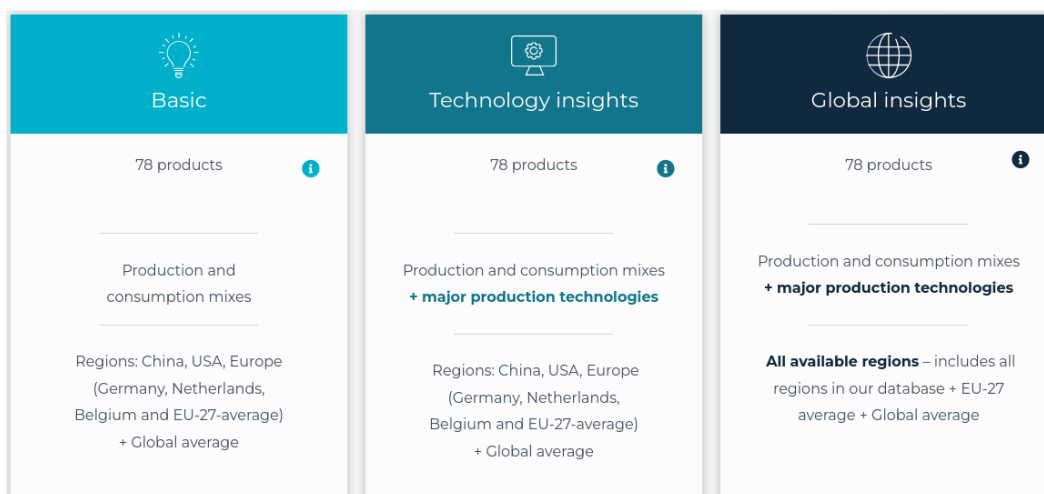 Basic
78 products
Production and
consumption mixes
Regions: China, USA, Europe
(Germany, Netherlands,
Belgium and EU-27-average)
+ Global average
Technology insights
78 products
Production and consumption mixes
+ major production technologies
Regions: China, USA, Europe
(Germany, Netherlands,
Belgium and EU-27-average)
+ Global average
Global insights
78 products
Production and consumption mixes
+ major production technologies
All available regions – includes all
regions in our database + EU-27
average + Global average